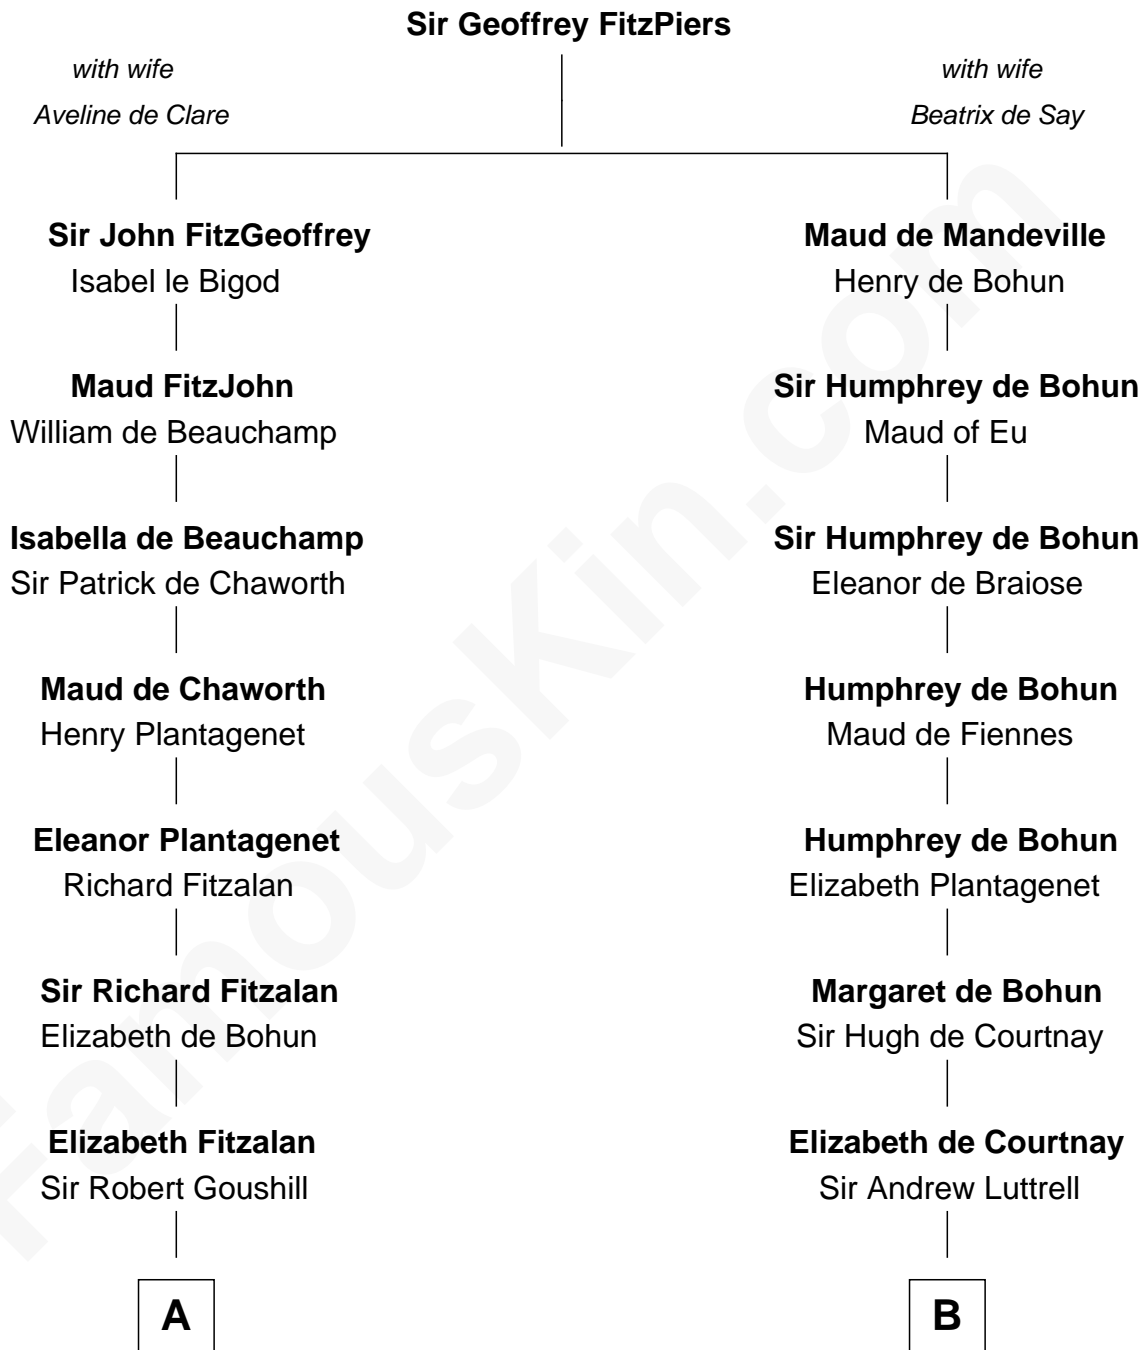 Sir Geoffrey FitzPiers
with wife
Aveline de Clare
with wife
Beatrix de Say
Sir John FitzGeoffrey
Isabel le Bigod
Maud de Mandeville
Henry de Bohun
Maud FitzJohn
William de Beauchamp
Sir Humphrey de Bohun
Maud of Eu
Isabella de Beauchamp
Sir Patrick de Chaworth
Sir Humphrey de Bohun
Eleanor de Braiose
Maud de Chaworth
Henry Plantagenet
Humphrey de Bohun
Maud de Fiennes
Eleanor Plantagenet
Richard Fitzalan
Humphrey de Bohun
Elizabeth Plantagenet
Sir Richard Fitzalan
Elizabeth de Bohun
Margaret de Bohun
Sir Hugh de Courtnay
Elizabeth Fitzalan
Sir Robert Goushill
Elizabeth de Courtnay
Sir Andrew Luttrell
A
B
FamousKin.com